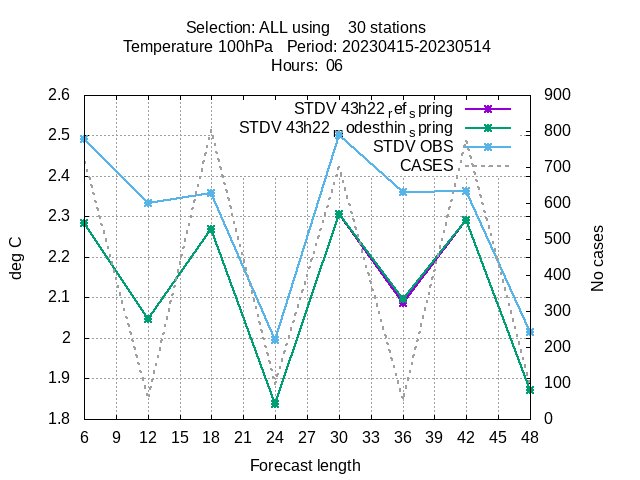 Selection: ALL using 30 stations
Temperature 100hPa Period: 20230415-20230514
Hours: 06
STDV 43h22_ref_spring
STDV 43h22_nodesthin_spring
STDV OBS
CASES
2.6
2.5
2.4
2.3
2.2
2.1
2
1.9
1.8
900
800
700
600
500
400
300
200
100
0
deg C
No cases
6 9 12 15 18 21 24 27 30 33 36 39 42 45 48
Forecast length